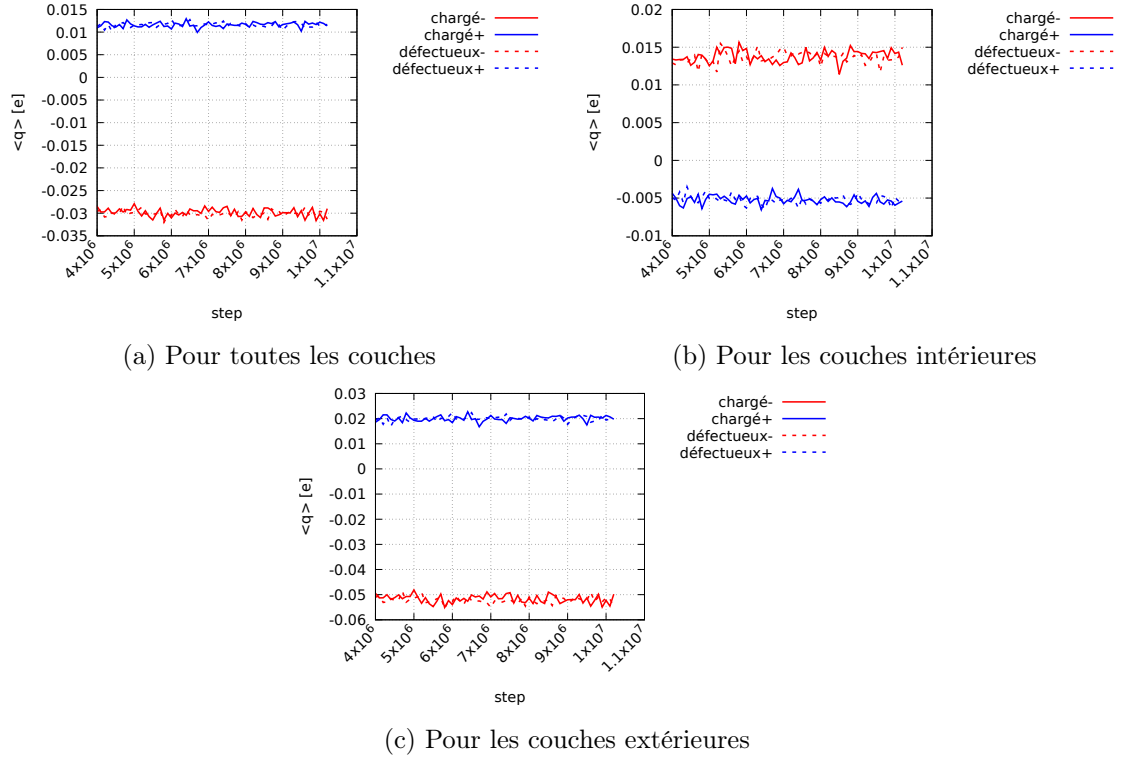 0.015
0.01
0.005
0
-0.005
-0.01
-0.015
-0.02
-0.025
-0.03
-0.035
<q> [e]
4x10⁶
5x10⁶
6x10⁶
7x10⁶
8x10⁶
9x10⁶
1x10⁷
1.1x10⁷
step
chargé-
chargé+
défectueux-
défectueux+
(a) Pour toutes les couches
0.02
0.015
0.01
0.005
0
-0.005
-0.01
<q> [e]
4x10⁶
5x10⁶
6x10⁶
7x10⁶
8x10⁶
9x10⁶
1x10⁷
1.1x10⁷
step
chargé-
chargé+
défectueux-
défectueux+
(b) Pour les couches intérieures
0.03
0.02
0.01
0
-0.01
-0.02
-0.03
-0.04
-0.05
-0.06
<q> [e]
4x10⁶
5x10⁶
6x10⁶
7x10⁶
8x10⁶
9x10⁶
1x10⁷
1.1x10⁷
step
chargé-
chargé+
défectueux-
défectueux+
(c) Pour les couches extérieures